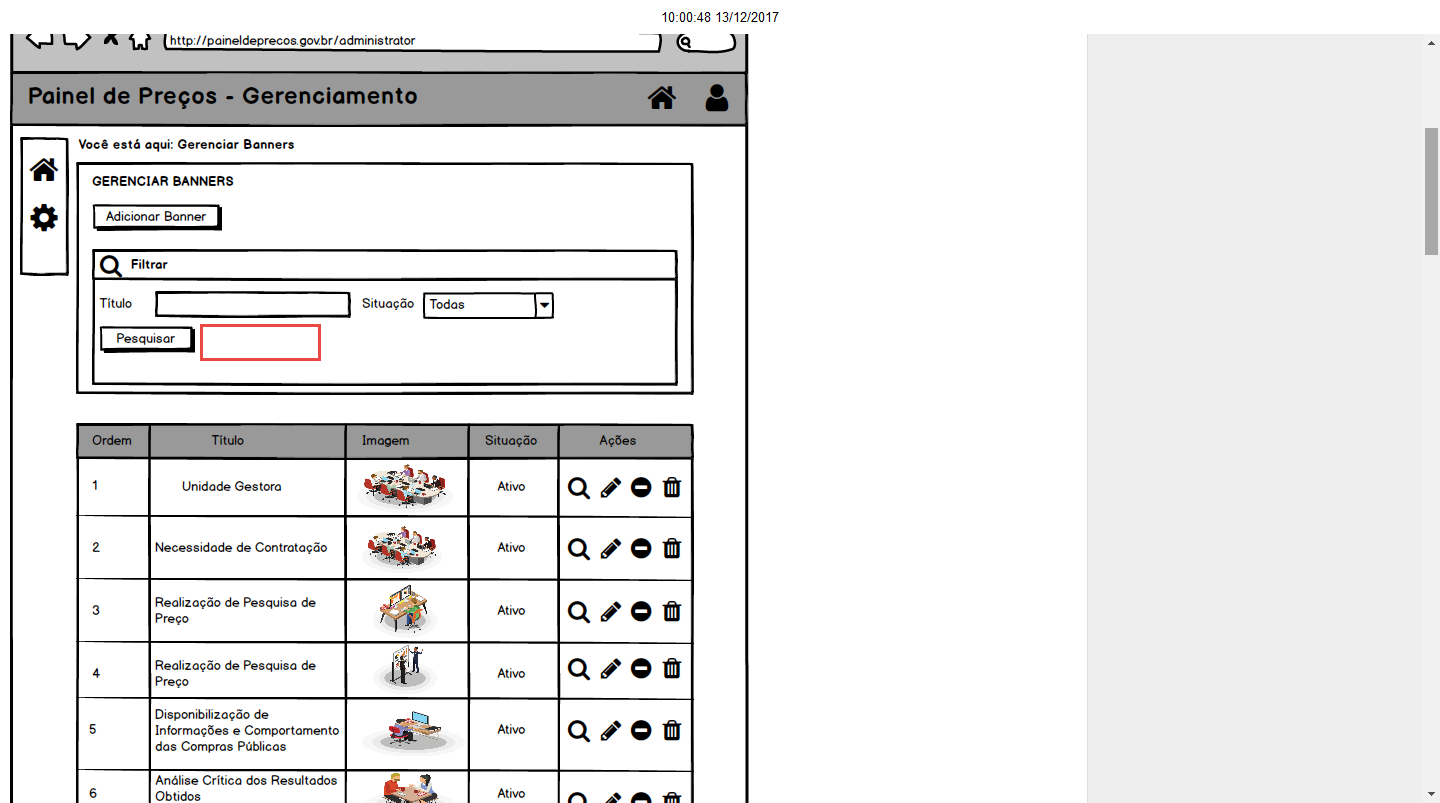 10:00:48 13/12/2017
http://paineldeprecos.gov.br/administrator
Painel de Preços - Gerenciamento
Você está aqui: Gerenciar Banners
GERENCIAR BANNERS
Adicionar Banner
Filtrar
Título Situação Todas
Pesquisar
Ordem Título Imagem Situação Ações
1 Unidade Gestora Ativo
2 Necessidade de Contratação Ativo
3 Realização de Pesquisa de
Preço Ativo
4 Realização de Pesquisa de
Preço Ativo
5 Disponibilização de
Informações e Comportamento
das Compras Públicas Ativo
6 Análise Crítica dos Resultados
Obtidos Ativo